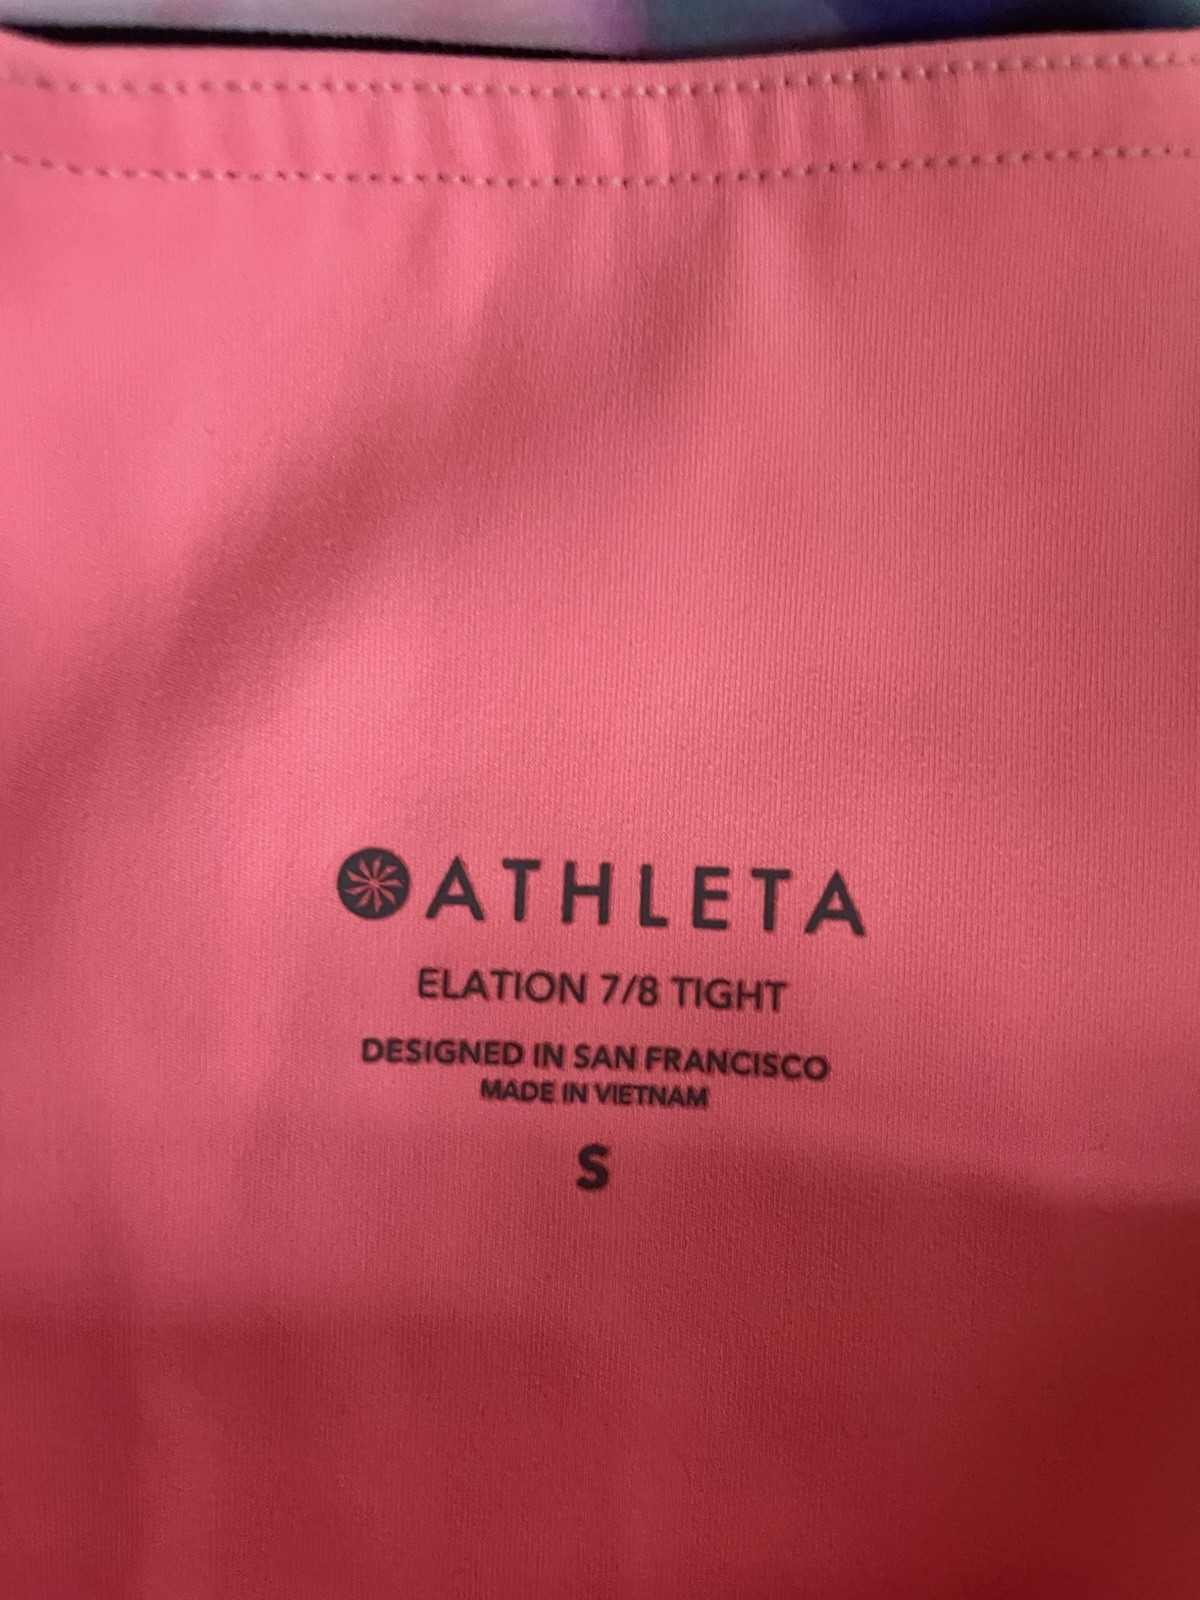 ATHLETA
ELATION 7/8 TIGHT
DESIGNED IN SAN FRANCISCO
MADE IN VIETNAM
S